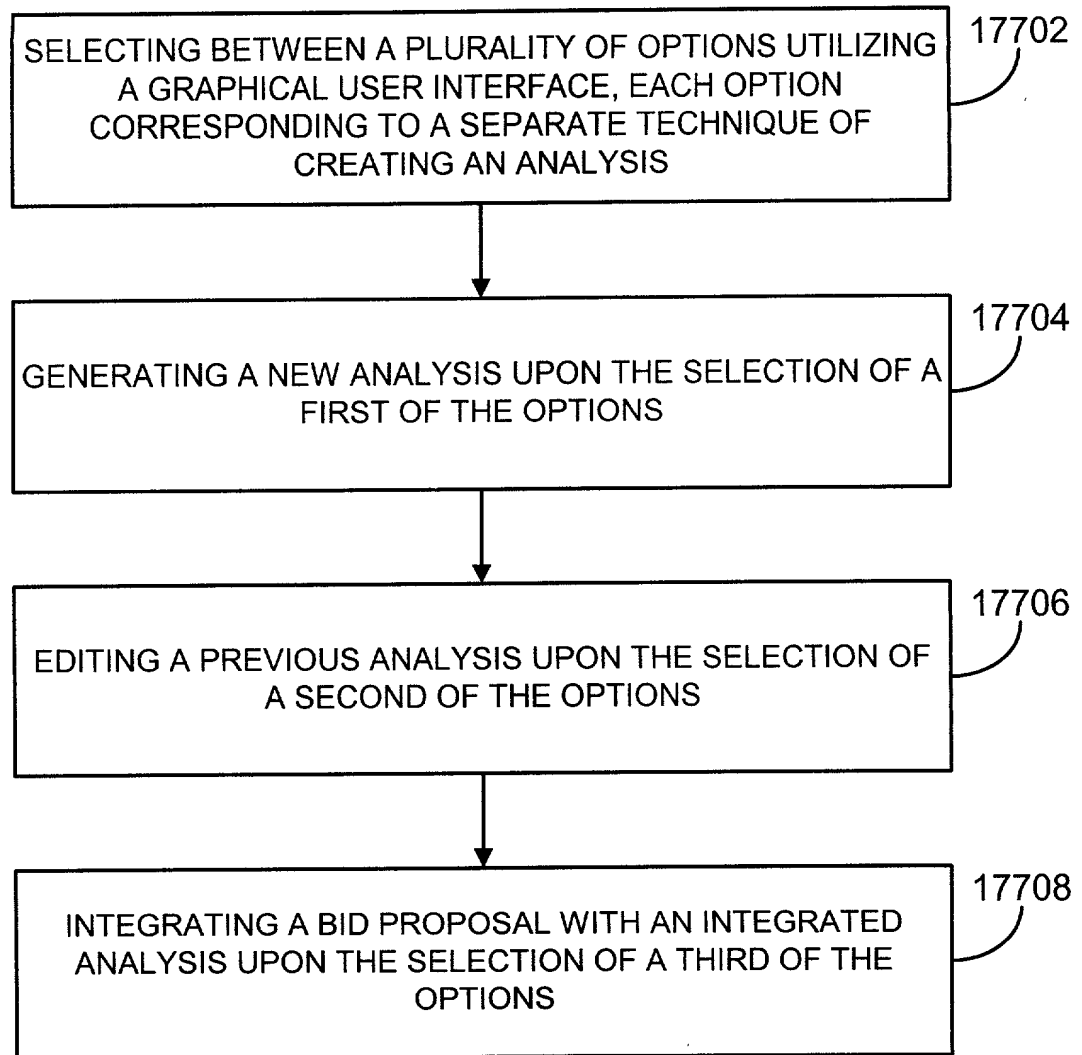 17702
SELECTING BETWEEN A PLURALITY OF OPTIONS UTILIZING
A GRAPHICAL USER INTERFACE, EACH OPTION
CORRESPONDING TO A SEPARATE TECHNIQUE OF
CREATING AN ANALYSIS
17704
GENERATING A NEW ANALYSIS UPON THE SELECTION OF A
FIRST OF THE OPTIONS
17706
EDITING A PREVIOUS ANALYSIS UPON THE SELECTION OF
A SECOND OF THE OPTIONS
17708
INTEGRATING A BID PROPOSAL WITH AN INTEGRATED
ANALYSIS UPON THE SELECTION OF A THIRD OF THE
OPTIONS